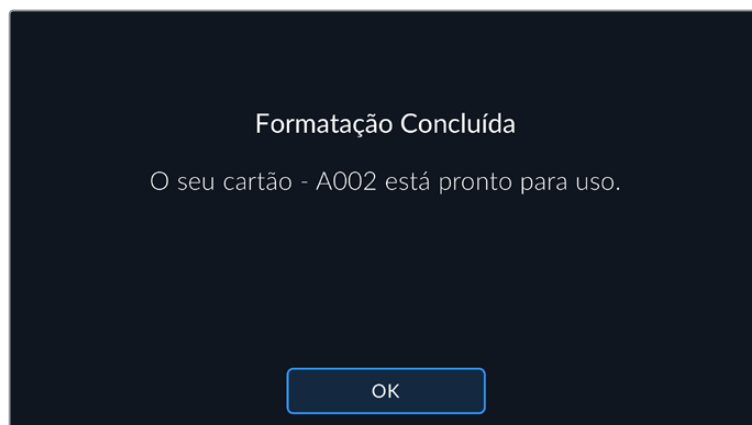 Formatação Concluída
O seu cartão - A002 está pronto para uso.
OK